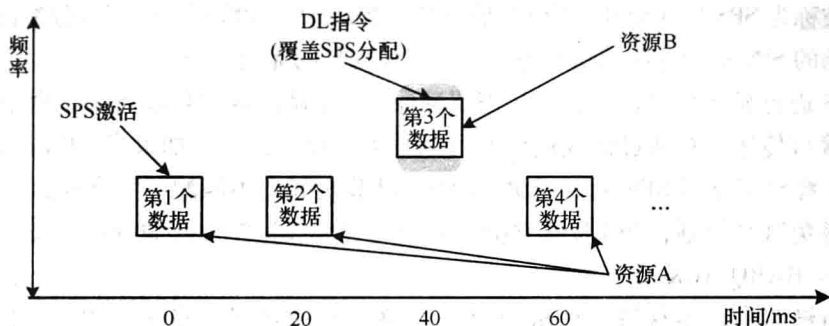 频率
DL指令
(覆盖SPS分配)
资源B
SPS激活
第3个
数据
第1个
数据
第2个
数据
第4个
数据
...
资源A
0
20
40
60
时间/ms